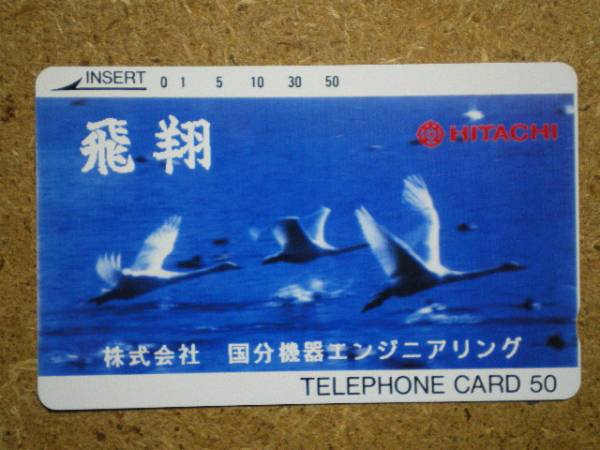 INSERT 0 1 5 10 30 50
飛翔
HITACHI
株式会社 国分機器エンジニアリング
TELEPHONE CARD 50